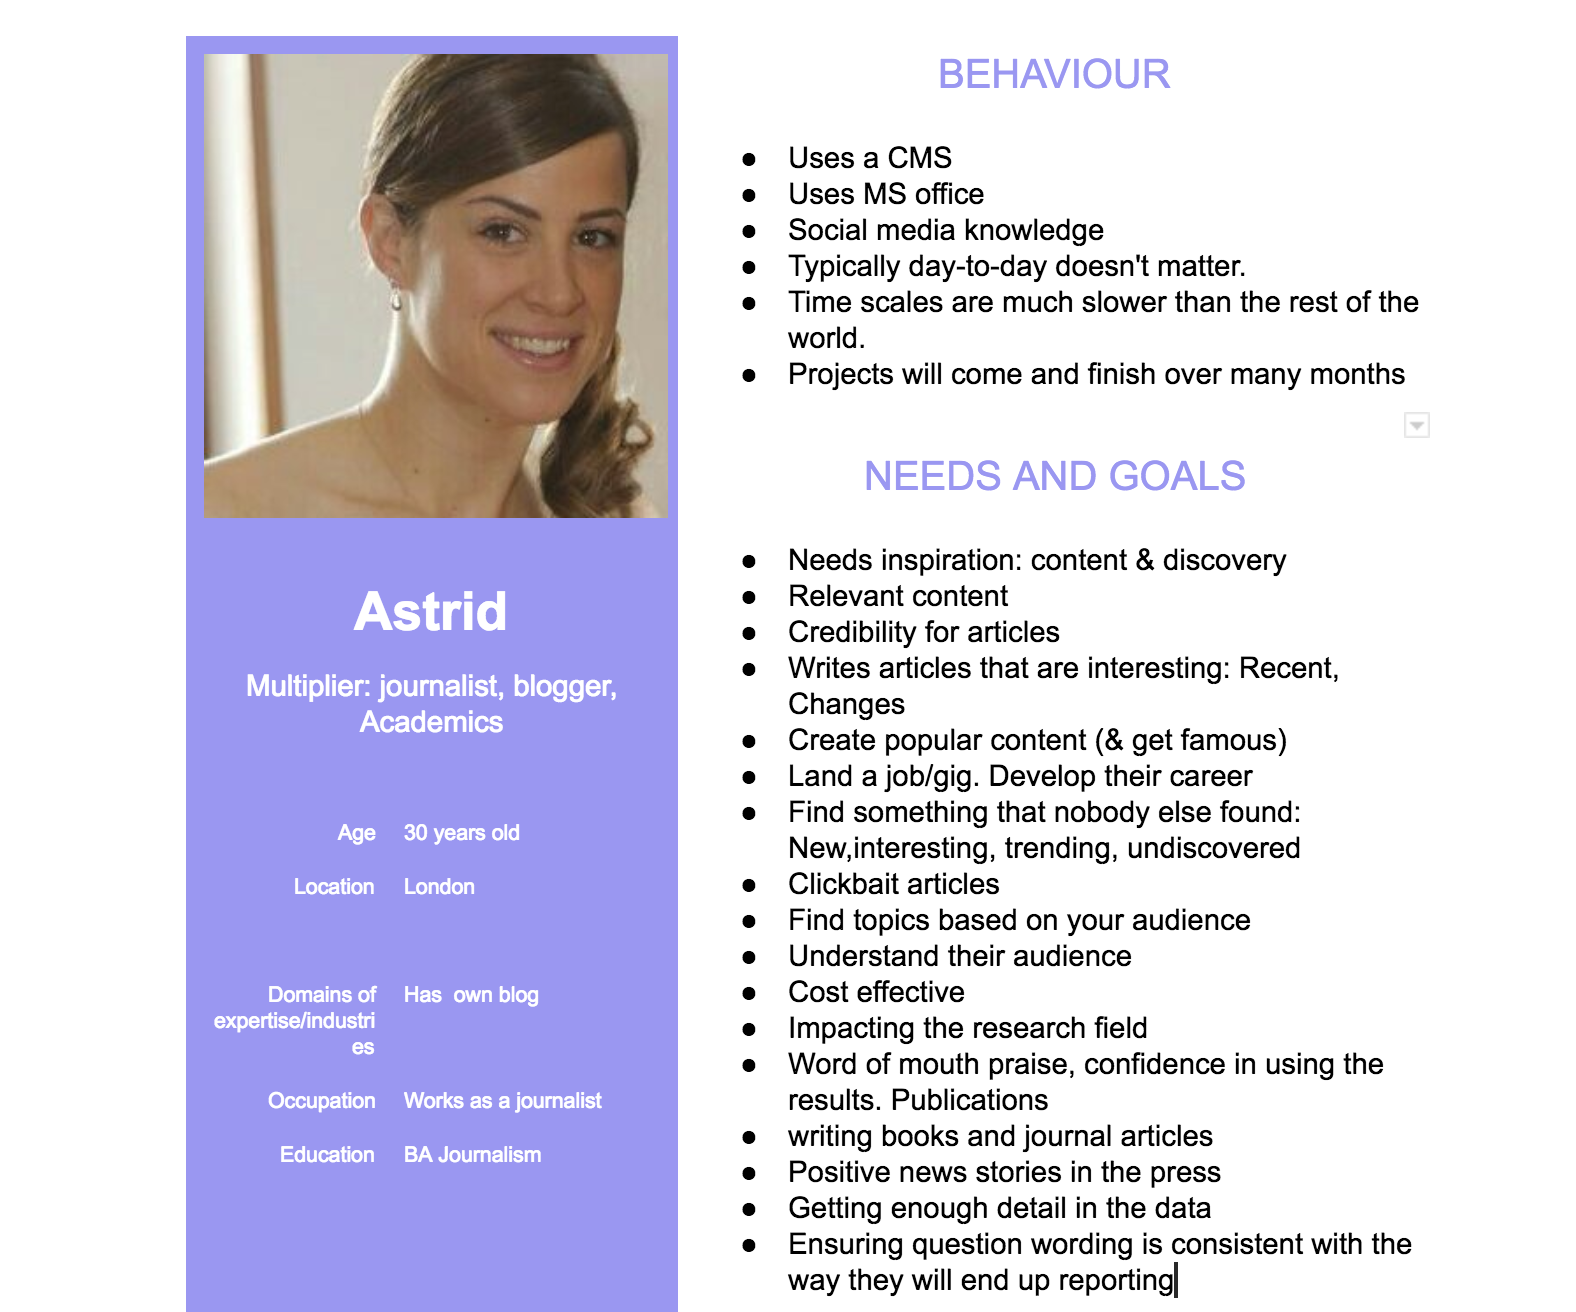 Astrid
Multiplier: journalist, blogger,
Academics
Age 30 years old
Location London
Domains of Has  own blog
expertise/industri
es
Occupation Works as a journalist
Education BA Journalism
BEHAVIOUR
● Uses a CMS
● Uses MS office
● Social media knowledge
● Typically day-to-day doesn't matter.
● Time scales are much slower than the rest of the
world.
● Projects will come and finish over many months
NEEDS AND GOALS
● Needs inspiration: content & discovery
● Relevant content
● Credibility for articles
● Writes articles that are interesting: Recent,
Changes
● Create popular content (& get famous)
● Land a job/gig. Develop their career
● Find something that nobody else found:
New,interesting, trending, undiscovered
● Clickbait articles
● Find topics based on your audience
● Understand their audience
● Cost effective
● Impacting the research field
● Word of mouth praise, confidence in using the
results. Publications
● writing books and journal articles
● Positive news stories in the press
● Getting enough detail in the data
● Ensuring question wording is consistent with the
way they will end up reporting